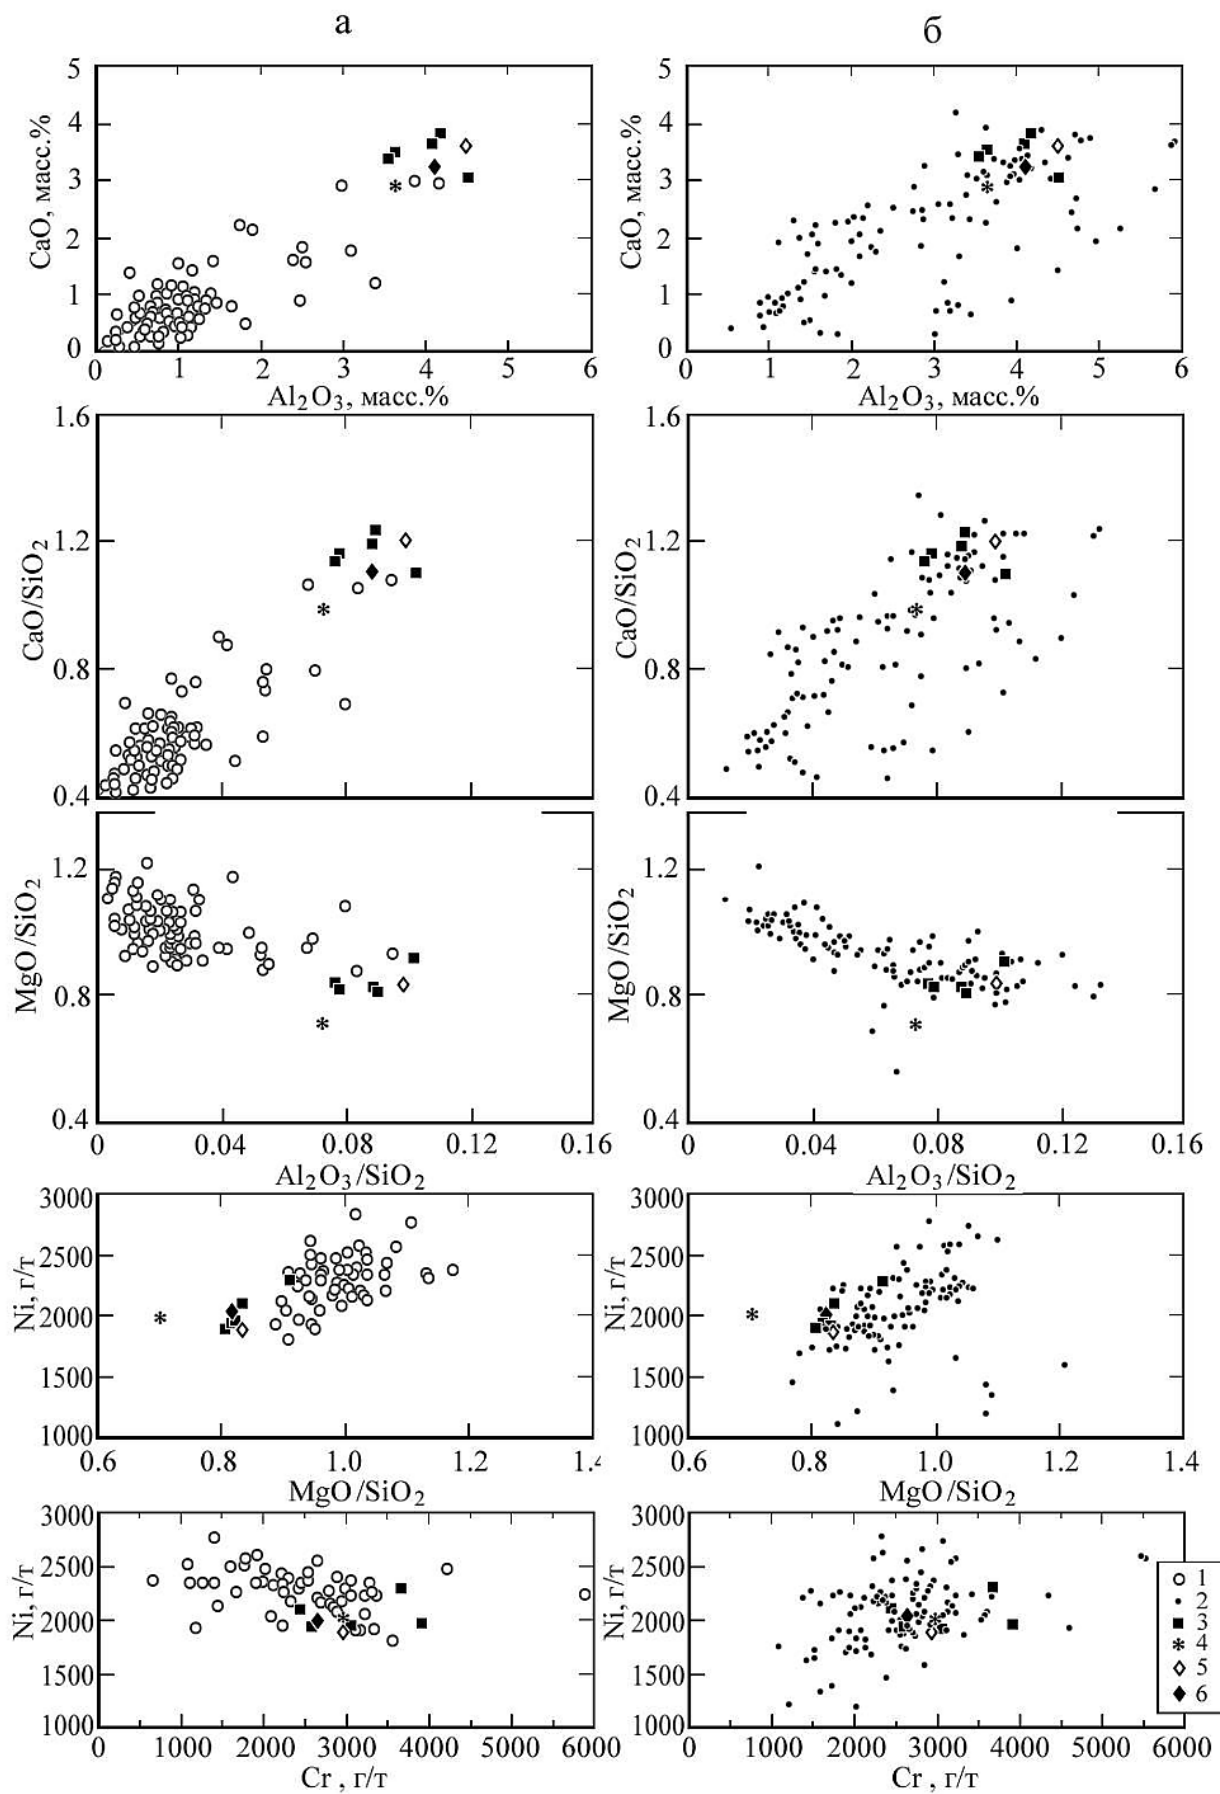 а б
5 5
4 4
3 3
2 2
1 1
0 0
CaO, масс.% CaO, масс.%
0 1 2 3 4 5 6 1 2 3 4 5 6
Al₂O₃, масс.% Al₂O₃, масс.%
1.6 1.6
1.2 1.2
0.8 0.8
0.4 0.4
CaO/SiO₂ CaO/SiO₂
1.2 1.2
0.8 0.8
0.4 0.4
MgO/SiO₂ MgO/SiO₂
0 0.04 0.08 0.12 0.16 0 0.04 0.08 0.12 0.16
Al₂O₃/SiO₂ Al₂O₃/SiO₂
3000 3000
2500 2500
2000 2000
1500 1500
1000 1000
Ni, г/т Ni, г/т
0.6 0.8 1.0 1.2 1.4 0.6 0.8 1.0 1.2 1.4
MgO/SiO₂ MgO/SiO₂
3000 3000
2500 2500
2000 2000
1500 1500
1000 1000
Ni, г/т Ni, г/т
1
2
3
4
5
6
0 1000 2000 3000 4000 5000 6000 0 1000 2000 3000 4000 5000 6000
Cr , г/т Cr , г/т